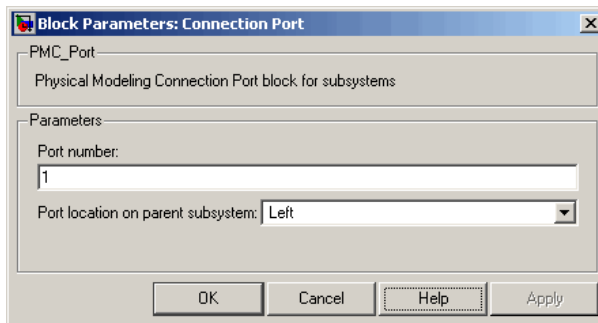 Block Parameters: Connection Port
PMC_Port
Physical Modeling Connection Port block for subsystems
Parameters
Port number:
1
Port location on parent subsystem: Left
OK Cancel Help Apply